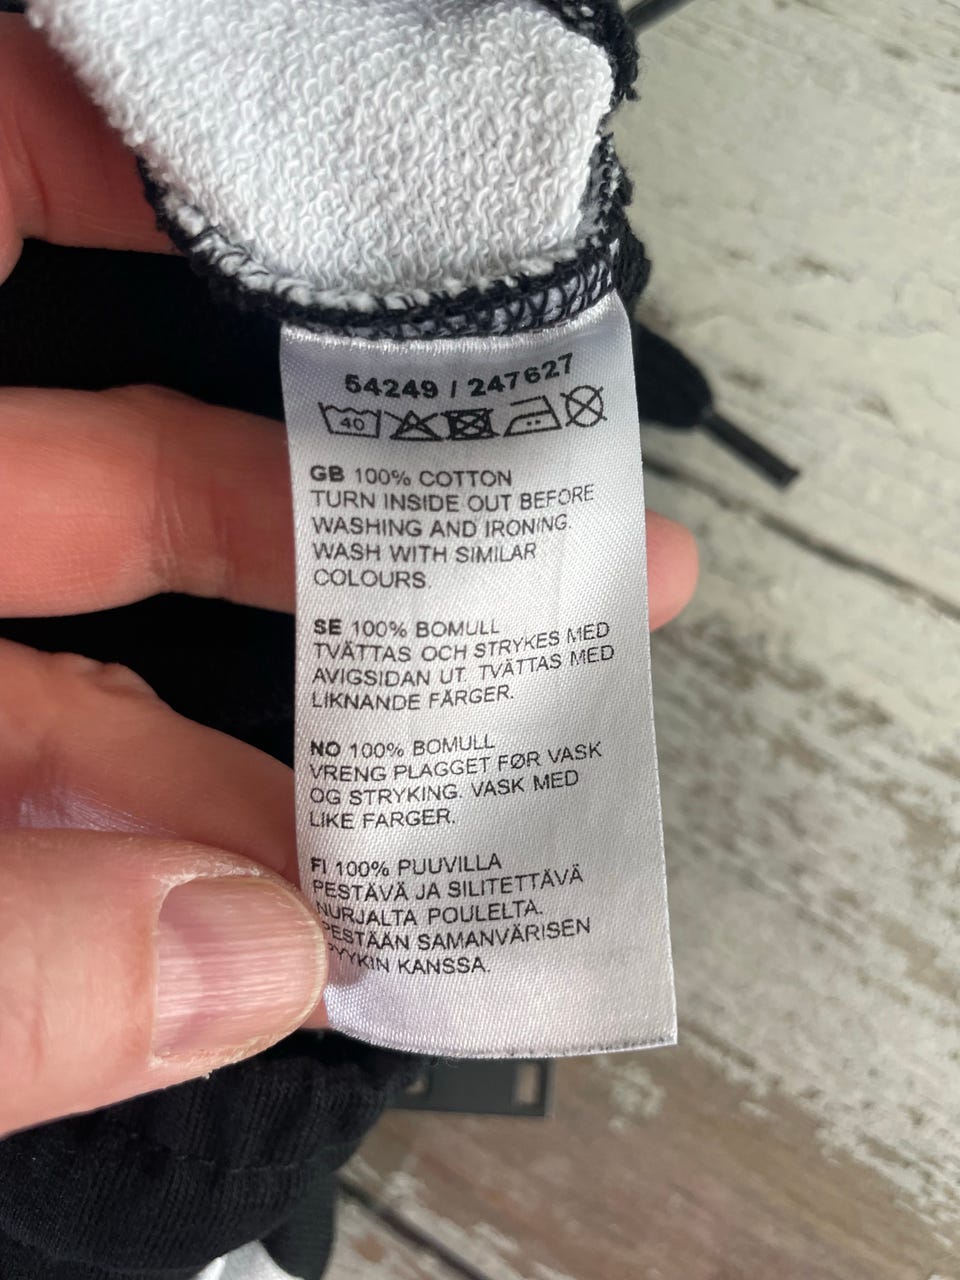 54249 / 247627
40
GB 100% COTTON
TURN INSIDE OUT BEFORE
WASHING AND IRONING.
WASH WITH SIMILAR
COLOURS.
SE 100% BOMULL
TVÄTTAS OCH STRYKES MED
AVIGSIDAN UT. TVÄTTAS MED
LIKNANDE FÄRGER.
NO 100% BOMULL
VRENG PLAGGET FØR VASK
OG STRYKING. VASK MED
LIKE FARGER.
FI 100% PUUVILLA
PESTÄVÄ JA SILITETTÄVÄ
NURJALTA POULELTA.
PESTÄÄN SAMANVÄRISEN
KANSSA.